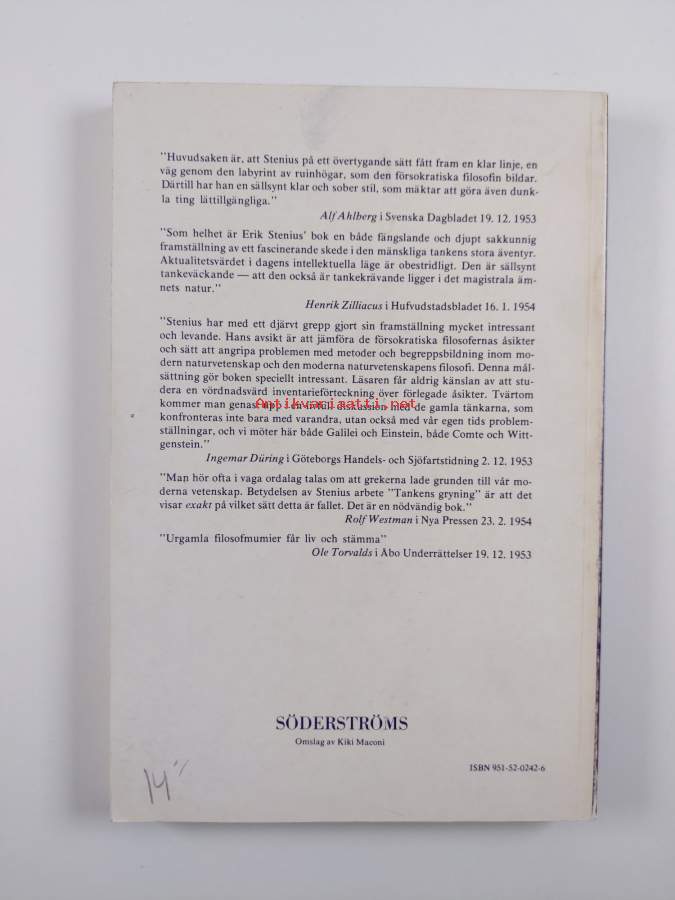 "Huvudsaken är, att Stenius på ett övertygande sätt fått fram en klar linje, en
väg genom den labyrint av ruinhögar, som den försokratiska filosofin bildar.
Därtill har han en sällsynt klar och sober stil, som mäktar att göra även dunk-
la ting lättillgängliga."
Alf Ahlberg i Svenska Dagbladet 19. 12. 1953
"Som helhet är Erik Stenius' bok en både fängslande och djupt sakkunnig
framställning av ett fascinerande skede i den mänskliga tankens stora äventyr.
Aktualitetsvärdet i dagens intellektuella läge är obestridligt. Den är sällsynt
tankeväckande — att den också är tankekrävande ligger i det magistrala äm-
nets natur."
Henrik Zilliacus i Hufvudstadsbladet 16. 1. 1954
"Stenius har med ett djärvt grepp gjort sin framställning mycket intressant
och levande. Hans avsikt är att jämföra de försokratiska filosofernas åsikter
och sätt att angripa problemen med metoder och begreppsbildning inom mo-
dern naturvetenskap och den moderna naturvetenskapens filosofi. Denna mål-
sättning gör boken speciellt intressant. Läsaren får aldrig känslan av att stu-
dera en vördnadsvärd inventarieförteckning över förlegade åsikter. Tvärtom
kommer man genast upp i en diskussion med de gamla tänkarna, som
Antikvariaatti.net
konfronteras inte bara med varandra, utan också med vår egen tids problem-
ställningar, och vi möter här både Galilei och Einstein, både Comte och Witt-
genstein."
Ingemar Düring i Göteborgs Handels- och Sjöfartstidning 2. 12. 1953
"Man hör ofta i vaga ordalag talas om att grekerna lade grunden till vår mo-
derna vetenskap. Betydelsen av Stenius arbete "Tankens gryning" är att det
visar exakt på vilket sätt detta är fallet. Det är en nödvändig bok."
Rolf Westman i Nya Pressen 23. 2. 1954
"Urgamla filosofmumier får liv och stämma"
Ole Torvalds i Åbo Underrättelser 19. 12. 1953
SÖDERSTRÖMS
Omslag av Kiki Maconi
ISBN 951-52-0242-6
14